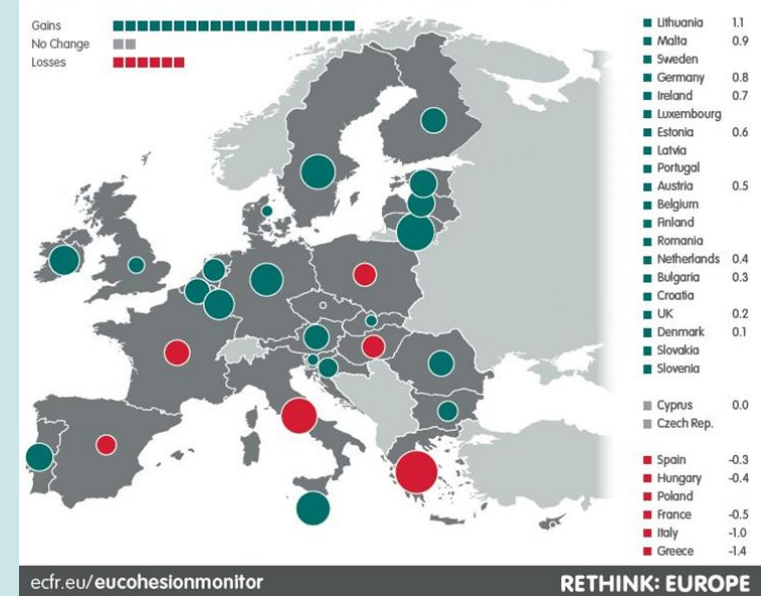 Gains
No Change
Losses
Lithuania 1.1
Malta 0.9
Sweden
Germany 0.8
Ireland 0.7
Luxembourg
Estonia 0.6
Latvia
Portugal
Austria 0.5
Belgium
Finland
Romania
Netherlands 0.4
Bulgaria 0.3
Croatia
UK 0.2
Denmark 0.1
Slovakia
Slovenia
Cyprus 0.0
Czech Rep.
Spain -0.3
Hungary -0.4
Poland
France -0.5
Italy -1.0
Greece -1.4
ecfr.eu/eucohesionmonitor
RETHINK: EUROPE